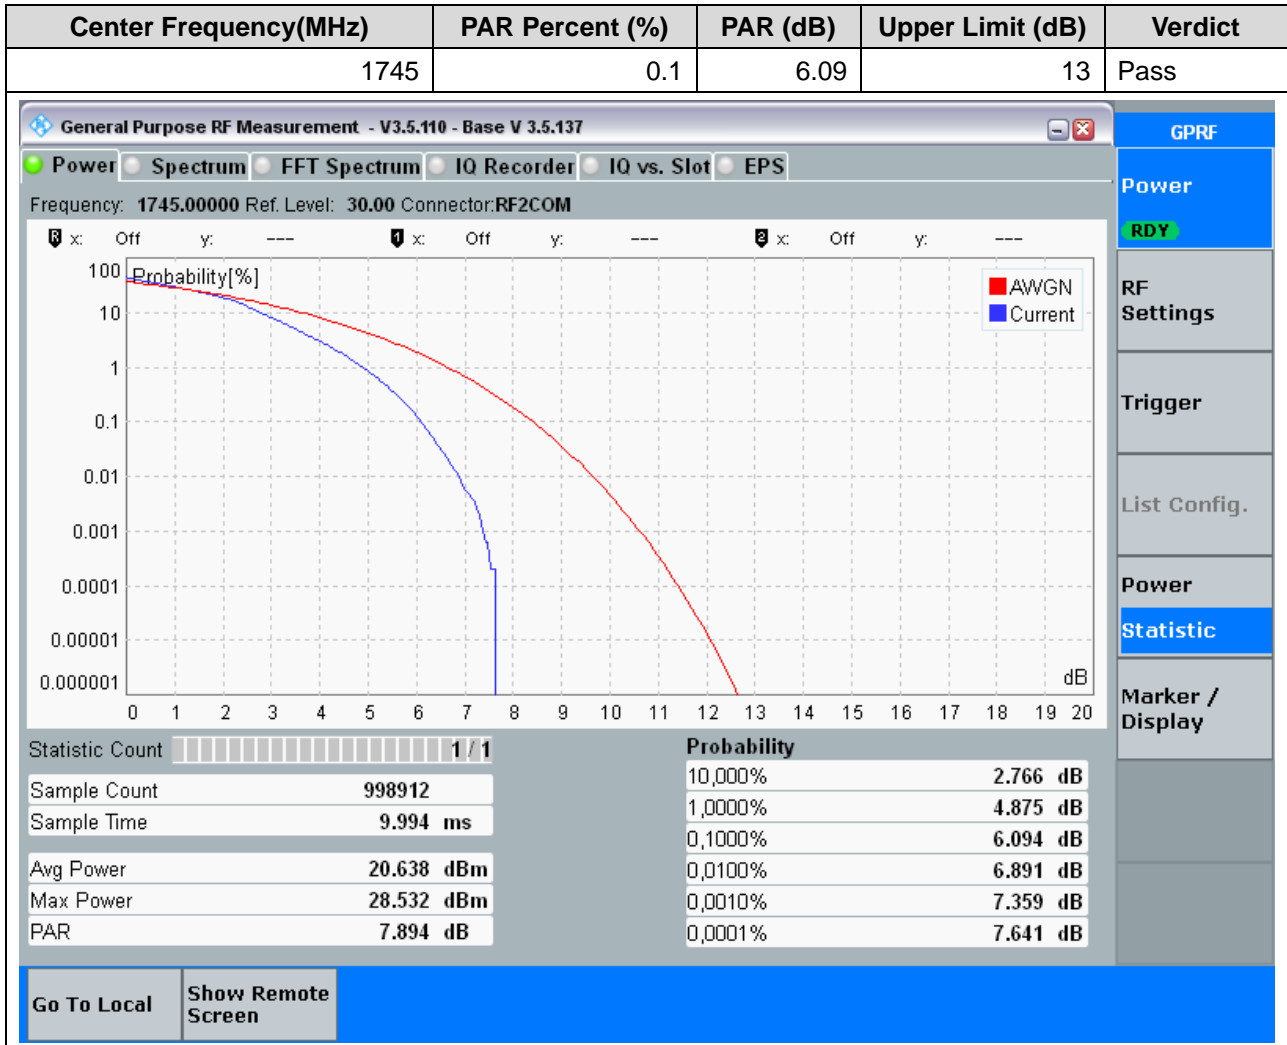 Center Frequency(MHz) PAR Percent (%) PAR (dB) Upper Limit (dB) Verdict
1745 0.1 6.09 13 Pass
General Purpose RF Measurement - V3.5.110 - Base V 3.5.137
GPRF
Power Spectrum FFT Spectrum IQ Recorder IQ vs. Slot EPS
Frequency: 1745.00000 Ref. Level: 30.00 Connector:RF2COM
R x: Off y: --- 1 x: Off y: --- 2 x: Off y: ---
Probability[%]
AWGN
Current
100
10
1
0.1
0.01
0.001
0.0001
0.00001
0.000001
dB
0 1 2 3 4 5 6 7 8 9 10 11 12 13 14 15 16 17 18 19 20
Statistic Count 1 / 1
Sample Count 998912
Sample Time 9.994 ms
Avg Power 20.638 dBm
Max Power 28.532 dBm
PAR 7.894 dB
Probability
10,000% 2.766 dB
1,0000% 4.875 dB
0,1000% 6.094 dB
0,0100% 6.891 dB
0,0010% 7.359 dB
0,0001% 7.641 dB
Power
RDY
RF
Settings
Trigger
List Config.
Power
Statistic
Marker /
Display
Go To Local
Show Remote
Screen